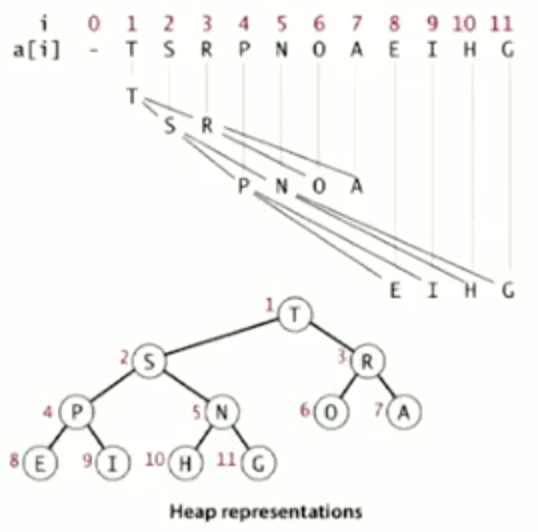 i 0 1 2 3 4 5 6 7 8 9 10 11
a[i] - T S R P N O A E I H G
T
S R
P N O A
E I H G
1 T
2 S 3 R
4 P 5 N 6 O 7 A
8 E 9 I 10 H 11 G
Heap representations